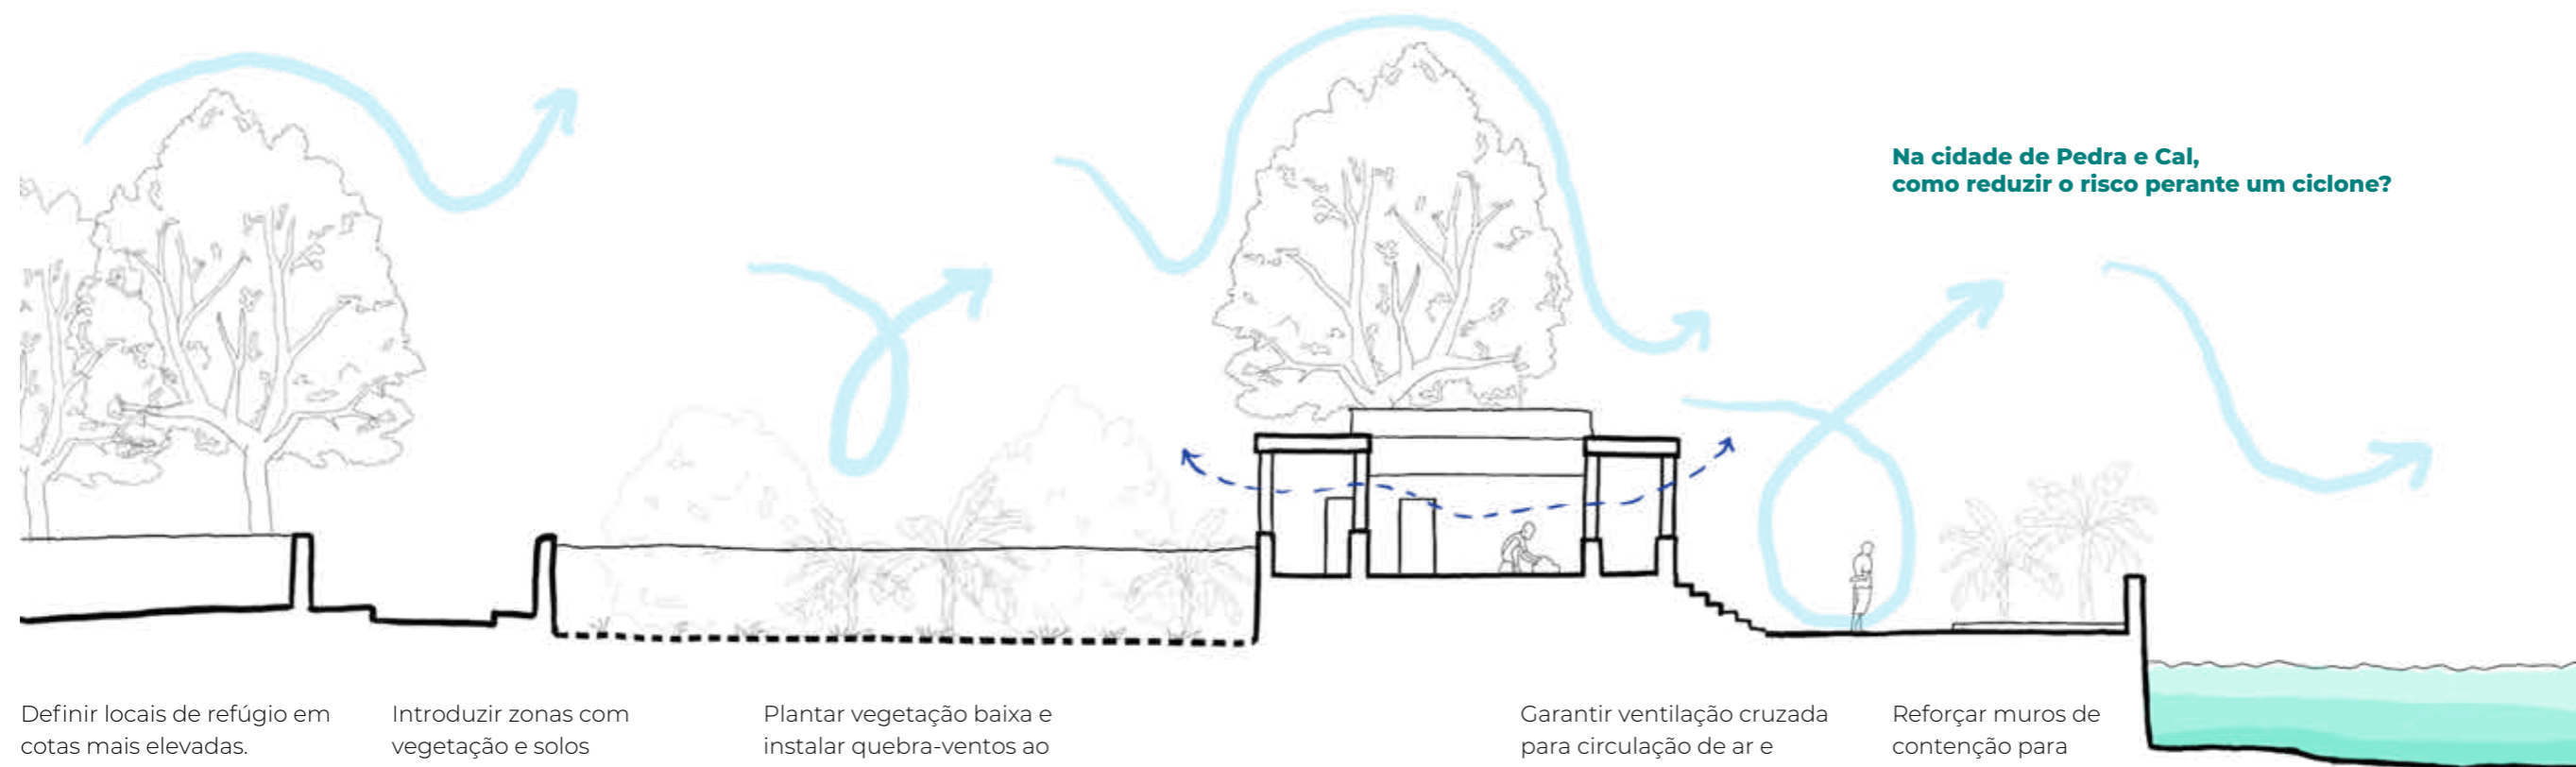 Na cidade de Pedra e Cal,
como reduzir o risco perante um ciclone?
Definir locais de refúgio em
cotas mais elevadas.
Introduzir zonas com
vegetação e solos
Plantar vegetação baixa e
instalar quebra-ventos ao
Garantir ventilação cruzada
para circulação de ar e
Reforçar muros de
contenção para